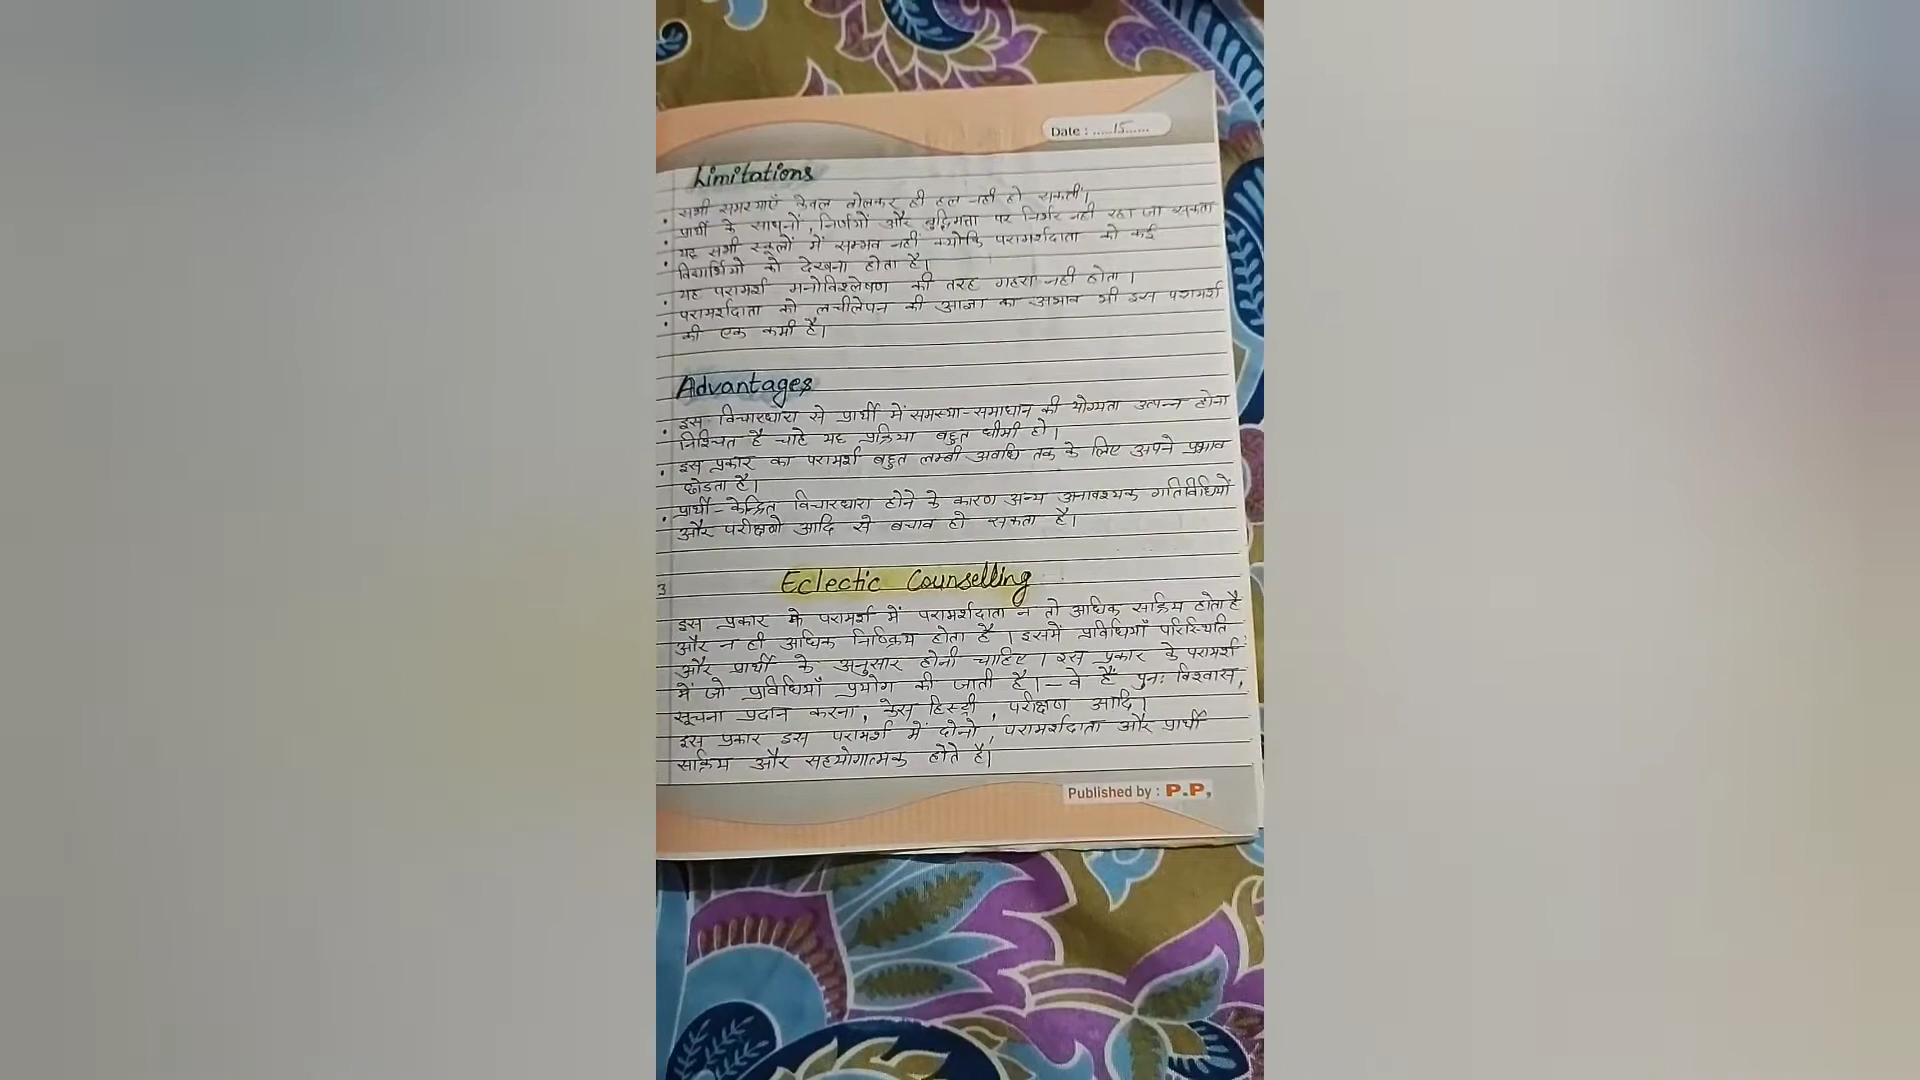 Date : .....15......
Limitations
• सभी समस्याएँ केवल बोलकर ही हल नही हो सकती।
• प्रार्थी के साधनों, निर्णयों और बुद्धिमत्ता पर निर्भर नही रहा जा सकता
• यह सभी स्कूलों में सम्भव नहीं क्योकि परामर्शदाता को कई
विद्यार्थियो को देखना होता है।
• यह परामर्श मनोविश्लेषण की तरह गहरा नही होता।
• परामर्शदाता को लचीलेपन की आज्ञा का अभाव भी इस परामर्श
की एक कमी है।
Advantages
• इस विचारधारा से प्रार्थी में समस्या-समाधान की योग्यता उत्पन्न होना
निश्चित है चाहे यह प्रक्रिया बहुत धीमी हो।
• इस प्रकार का परामर्श बहुत लम्बी अवधि तक के लिए अपने प्रभाव
छोडता है।
• प्रार्थी-केन्द्रित विचारधारा होने के कारण अन्य अनावश्यक गतिविधियों
और परीक्षणो आदि से बचाव हो सकता है।
3 Eclectic Counselling
इस प्रकार के परामर्श में परामर्शदाता न तो अधिक सक्रिय होता है
और न ही अधिक निष्क्रिय होता है। इसमें प्रविधियाँ परिस्थिति
और प्रार्थी के अनुसार होनी चाहिए। इस प्रकार के परामर्श
में जो प्रविधियाँ प्रयोग की जाती है।- वे है पुनः विश्वास,
सूचना प्रदान करना, केस हिस्ट्री, परीक्षण आदि।
इस प्रकार इस परामर्श में दोनो, परामर्शदाता और प्रार्थी
सक्रिय और सहयोगात्मक होते है।
Published by : P.P,